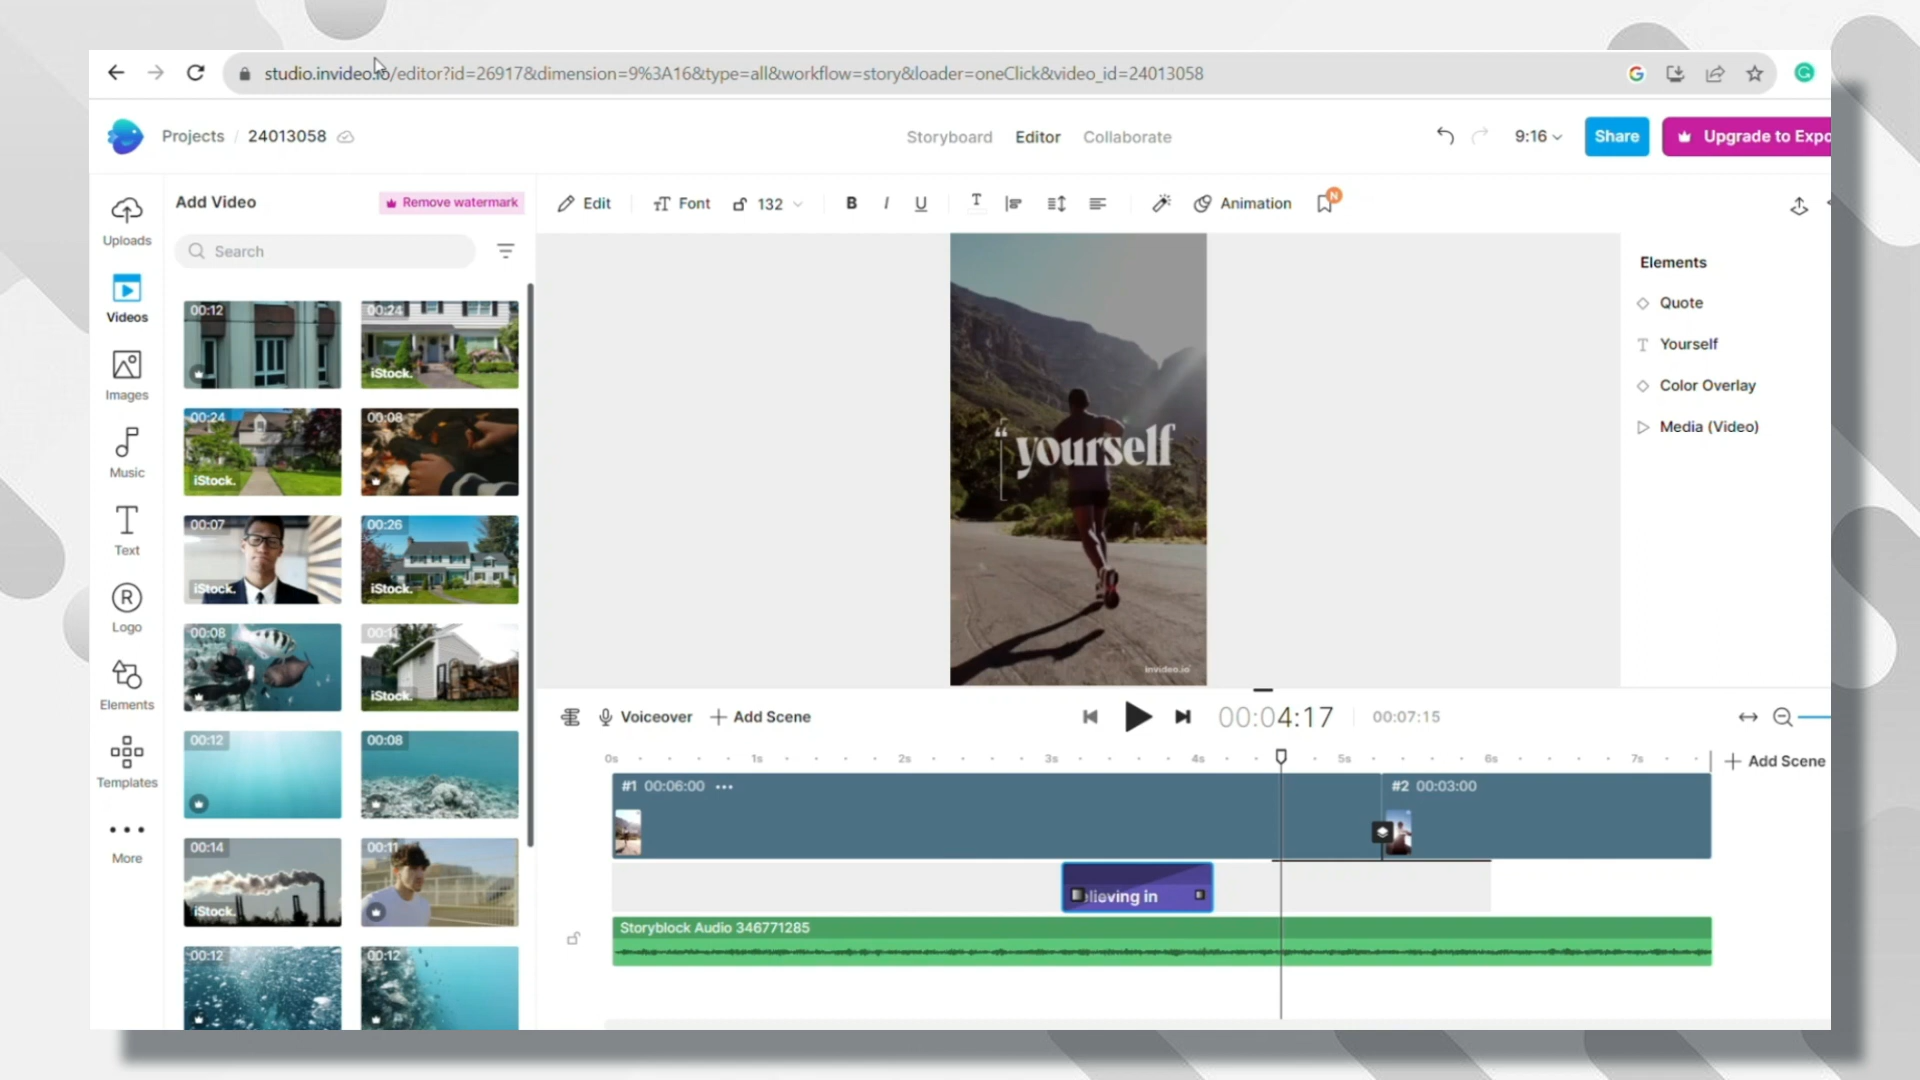 studio.invideo.io/editor?id=26917&dimension=9%3A16&type=all&workflow=story&loader=oneClick&video_id=24013058
Projects / 24013058
Storyboard Editor Collaborate
9:16
Share
Upgrade to Expo
Uploads
Videos
Images
Music
Text
Logo
Elements
Templates
More
Add Video
Remove watermark
Search
00:12
00:24
iStock.
00:24
iStock.
00:08
00:07
iStock.
00:26
iStock.
00:08
00:11
iStock.
00:12
00:08
00:14
iStock.
00:11
00:12
00:12
Edit
Font
132
B I U
Animation
N
“yourself
invideo.io
Elements
Quote
Yourself
Color Overlay
Media (Video)
Voiceover
+ Add Scene
00:04:17
00:07:15
0s 1s 2s 3s 4s 5s 6s 7s
+ Add Scene
#1 00:06:00 •••
#2 00:03:00
elieving in
Storyblock Audio 346771285